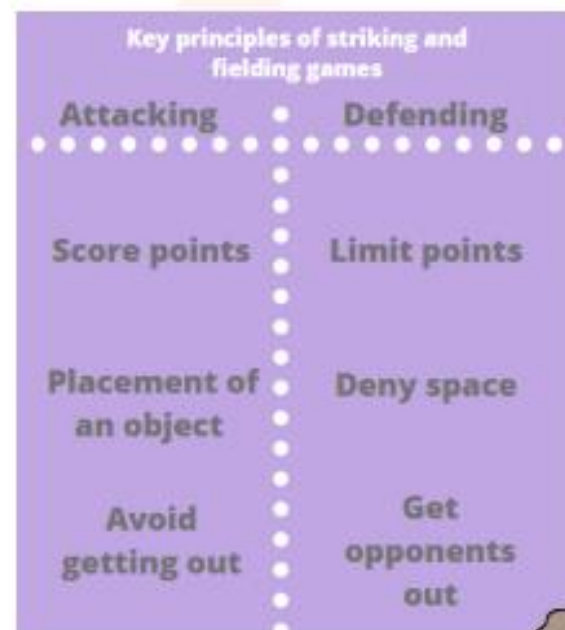 Key principles of striking and
fielding games
Attacking
Defending
Score points
Limit points
Placement of
an object
Deny space
Avoid
getting out
Get
opponents
out